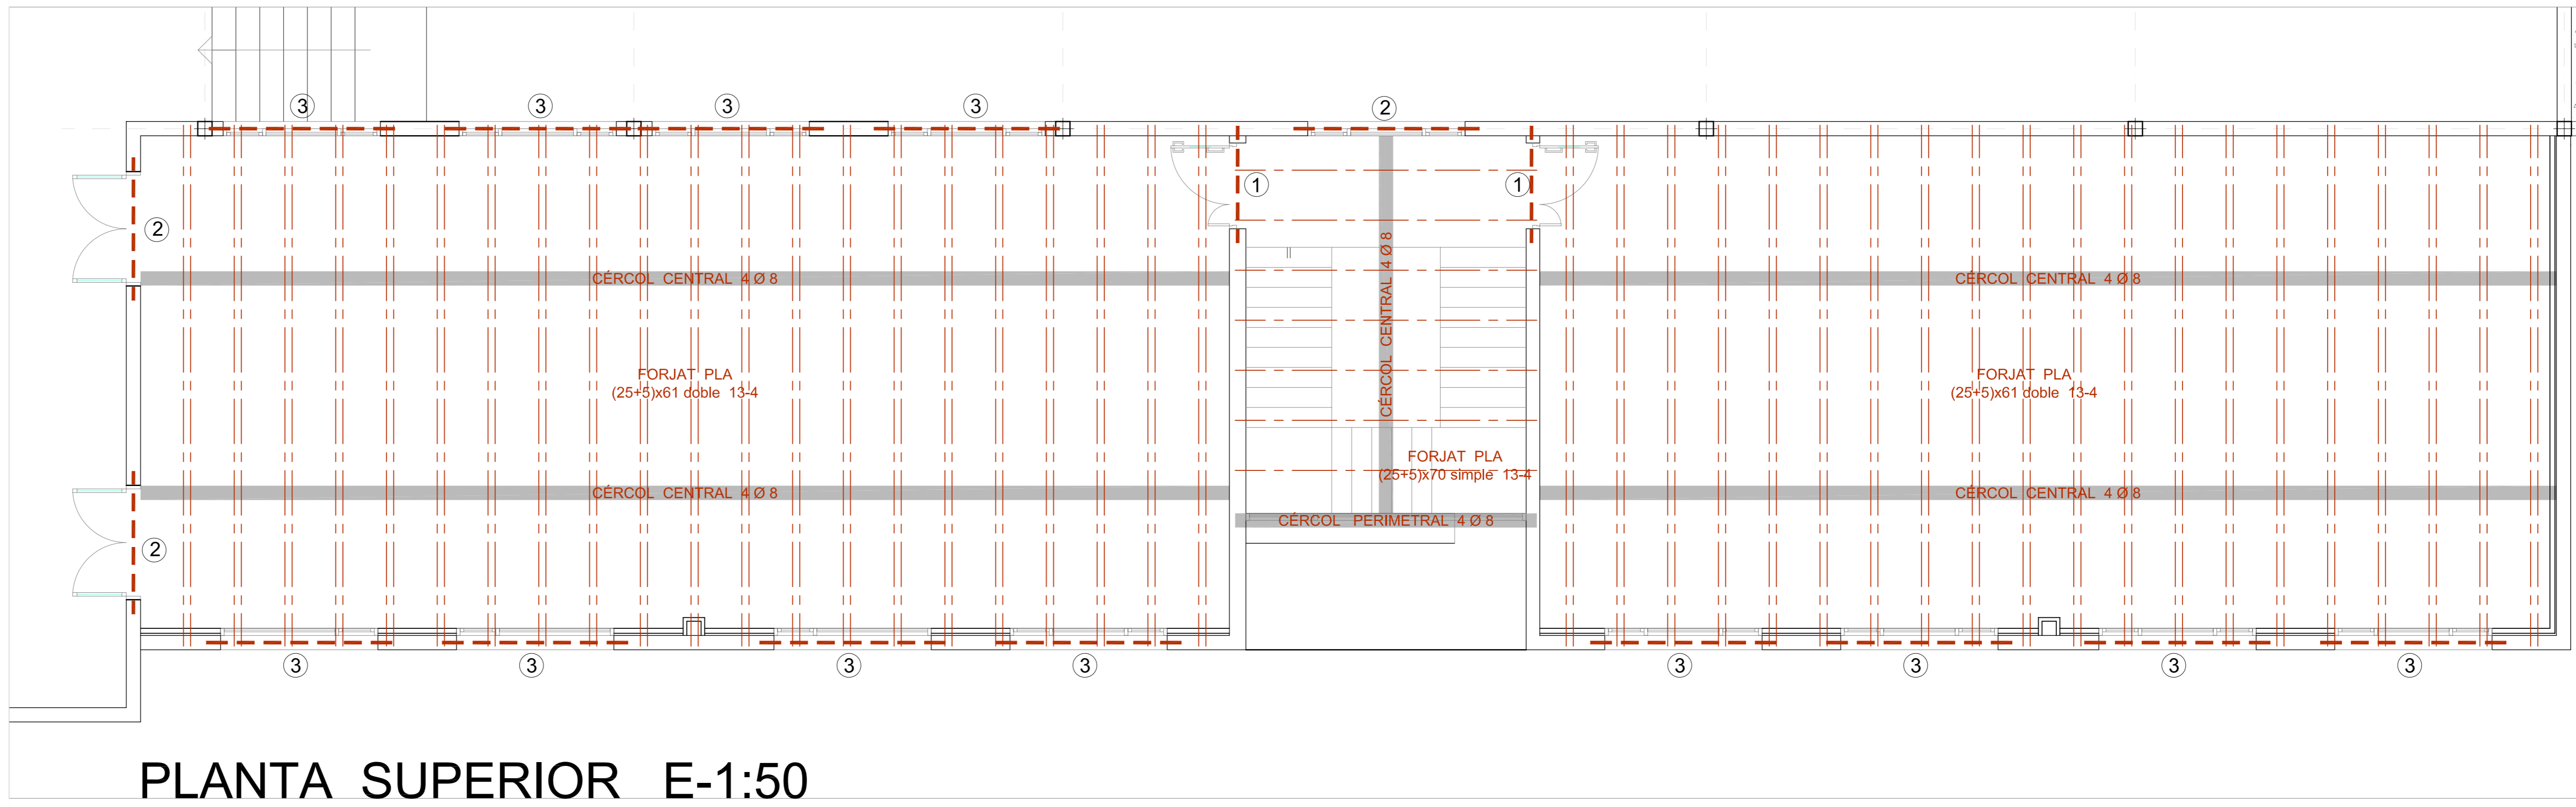 3 3 3 3 2
1 1
2
CÉRCOL CENTRAL 4 Ø 8
CÉRCOL CENTRAL 4 Ø 8
CÉRCOL CENTRAL 4 Ø 8
FORJAT PLA
(25+5)x61 doble 13-4
FORJAT PLA
(25+5)x61 doble 13-4
FORJAT PLA
(25+5)x70 simple 13-4
CÉRCOL CENTRAL 4 Ø 8
CÉRCOL PERIMETRAL 4 Ø 8
CÉRCOL CENTRAL 4 Ø 8
2
3 3 3 3 3 3 3 3
PLANTA SUPERIOR E-1:50